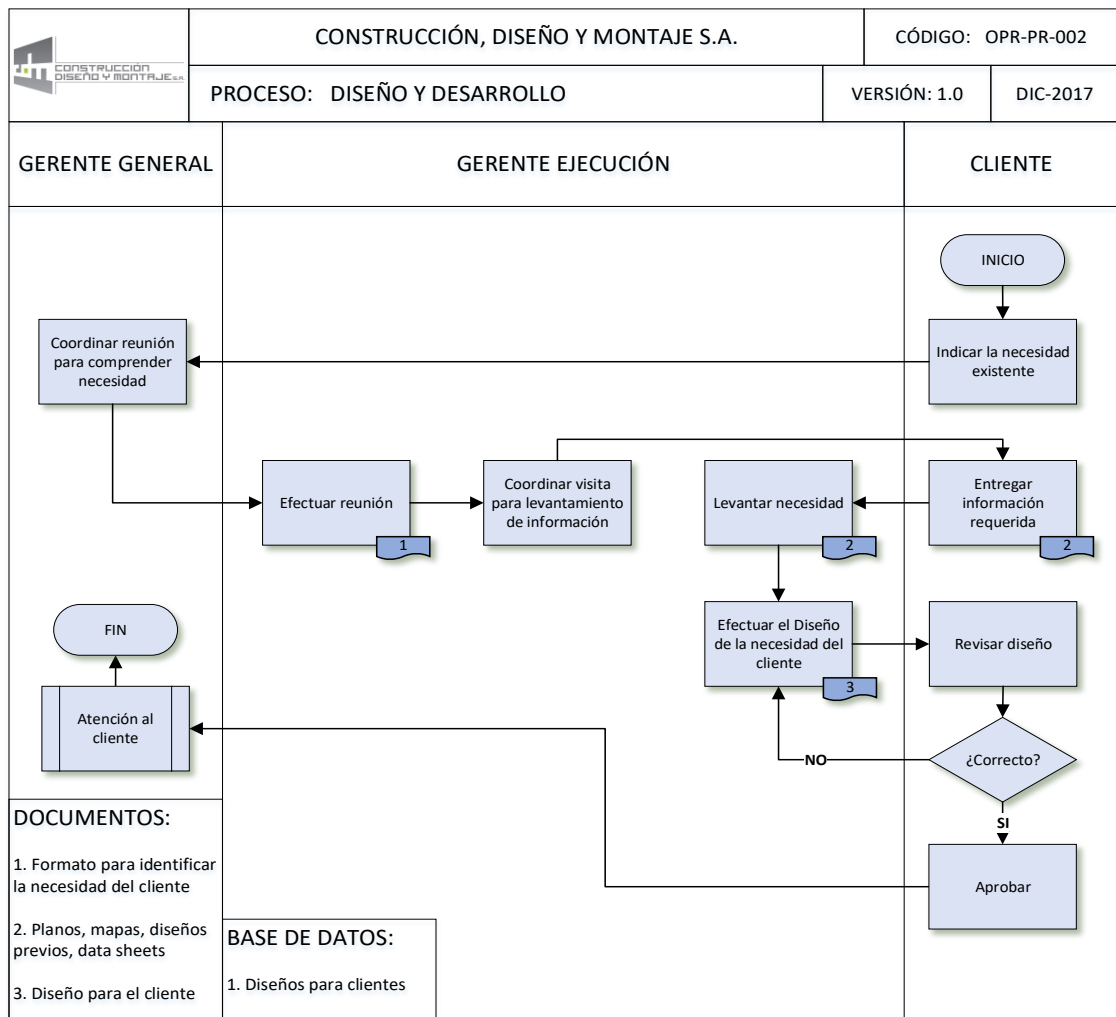 CONSTRUCCIÓN
DISEÑO Y MONTAJE S.A.
CONSTRUCCIÓN, DISEÑO Y MONTAJE S.A.
CÓDIGO: OPR-PR-002
PROCESO: DISEÑO Y DESARROLLO
VERSIÓN: 1.0
DIC-2017
GERENTE GENERAL
GERENTE EJECUCIÓN
CLIENTE
INICIO
Coordinar reunión
para comprender
necesidad
Indicar la necesidad
existente
Efectuar reunión
1
Coordinar visita
para levantamiento
de información
Levantar necesidad
2
Entregar
información
requerida
2
FIN
Efectuar el Diseño
de la necesidad del
cliente
3
Revisar diseño
Atención al
cliente
NO
¿Correcto?
SI
Aprobar
DOCUMENTOS:
1. Formato para identificar
la necesidad del cliente
2. Planos, mapas, diseños
previos, data sheets
3. Diseño para el cliente
BASE DE DATOS:
1. Diseños para clientes